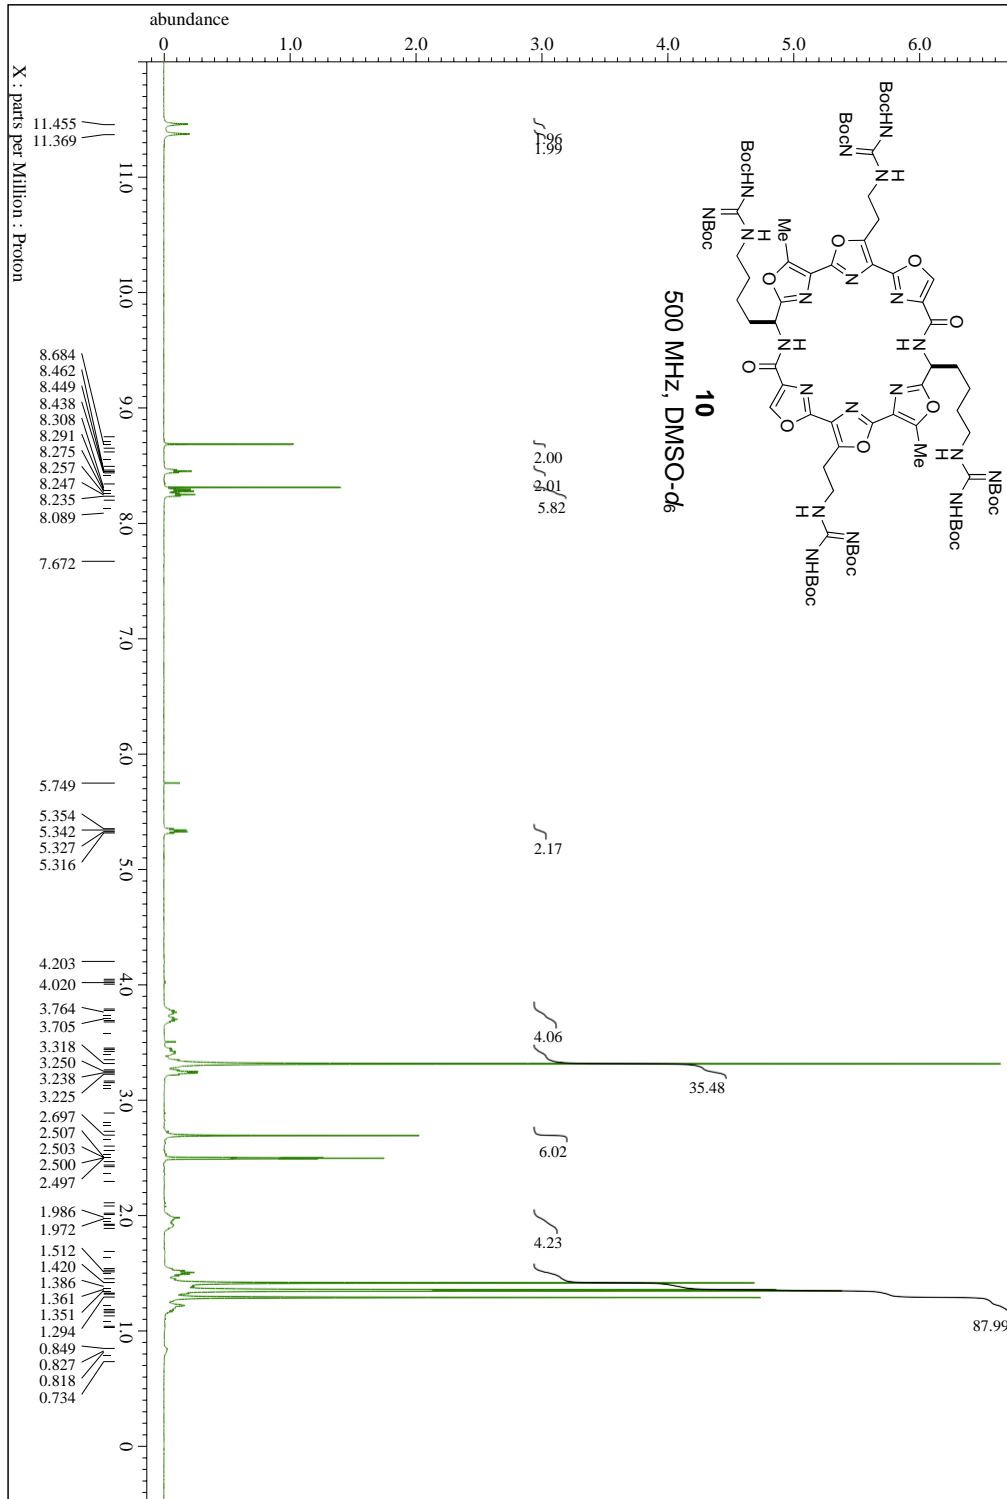 abundance
0 1.0 2.0 3.0 4.0 5.0 6.0
X : parts per Million : Proton
11.0 10.0 9.0 8.0 7.0 6.0 5.0 4.0 3.0 2.0 1.0 0
11.455
11.369
8.684
8.462
8.449
8.438
8.308
8.291
8.275
8.257
8.247
8.235
8.089
7.672
5.749
5.354
5.342
5.327
5.316
4.203
4.020
3.764
3.705
3.318
3.250
3.238
3.225
2.697
2.507
2.503
2.500
2.497
1.986
1.972
1.512
1.420
1.386
1.361
1.351
1.294
0.849
0.827
0.818
0.734
1.96
1.99
2.00
2.01
5.82
2.17
4.06
35.48
6.02
4.23
87.99
BocHN
BocN
N
H
BocHN
NBoc
N
H
Me
O
N
O
N
O
N
O
N
H
H
N
O
N
O
N
O
N
O
Me
N
H
NBoc
NHBoc
N
H
NBoc
NHBoc
10
500 MHz, DMSO-d6